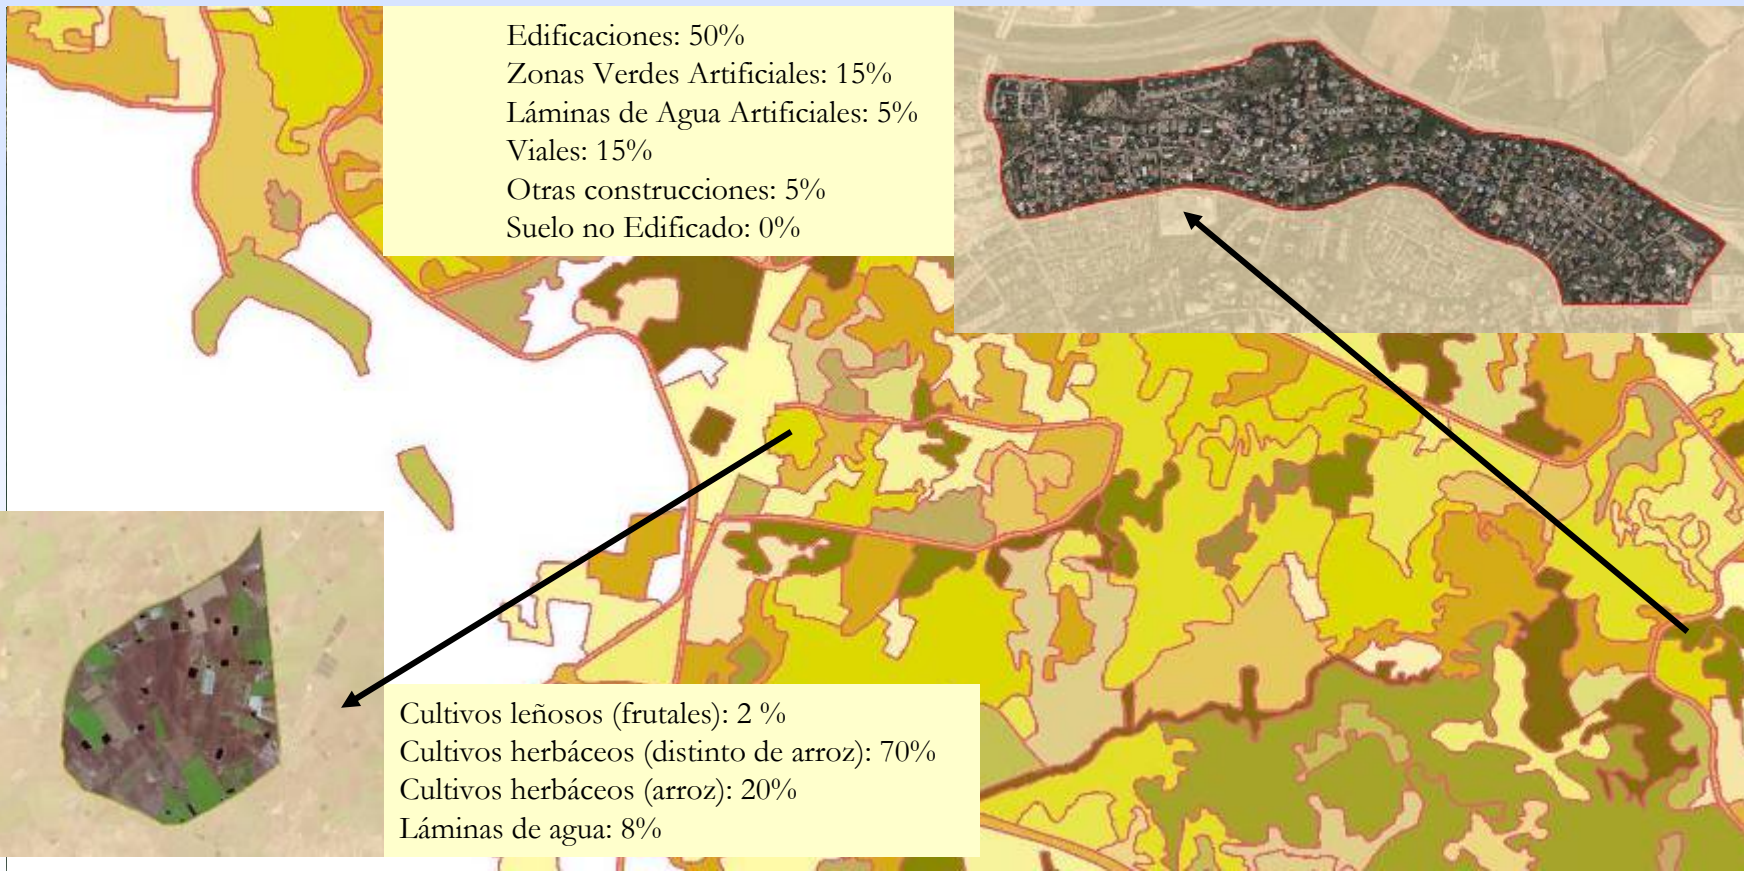 Edificaciones: 50%
Zonas Verdes Artificiales: 15%
Láminas de Agua Artificiales: 5%
Viales: 15%
Otras construcciones: 5%
Suelo no Edificado: 0%
Cultivos leñosos (frutales): 2 %
Cultivos herbáceos (distinto de arroz): 70%
Cultivos herbáceos (arroz): 20%
Láminas de agua: 8%